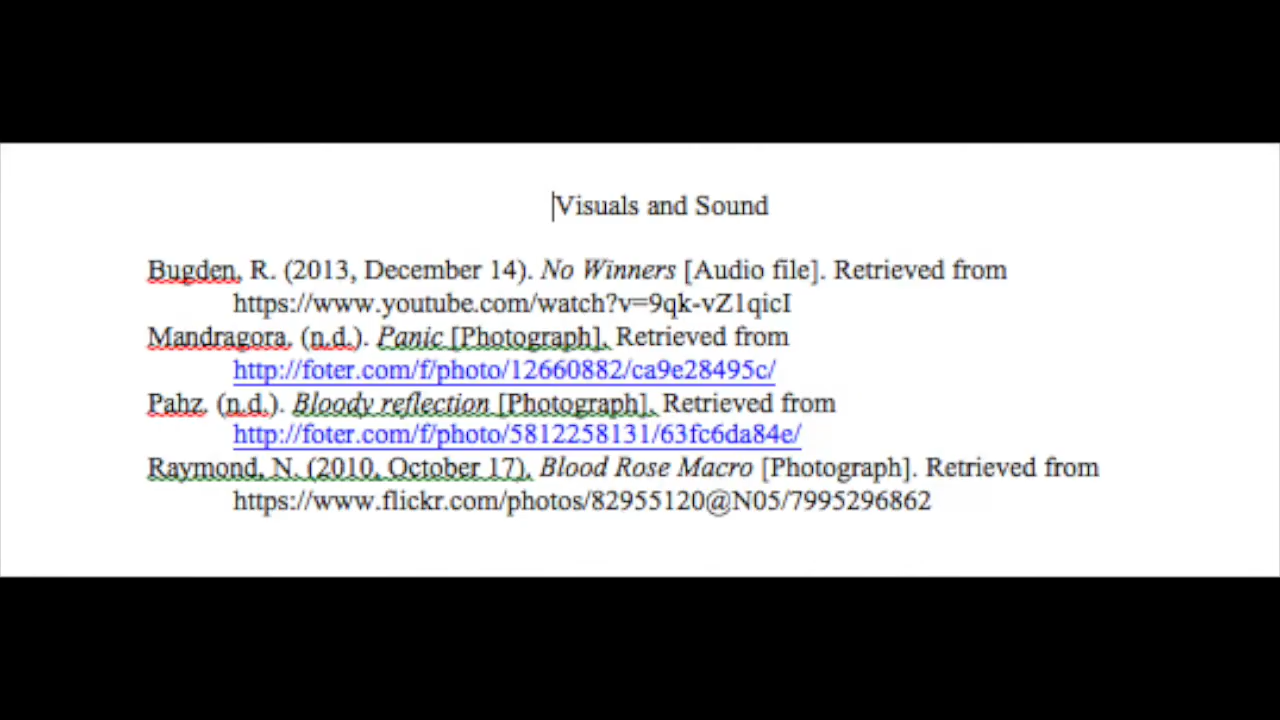 Visuals and Sound
Bugden, R. (2013, December 14). No Winners [Audio file]. Retrieved from
https://www.youtube.com/watch?v=9qk-vZ1qicI
Mandragora. (n.d.). Panic [Photograph]. Retrieved from
http://foter.com/f/photo/12660882/ca9e28495c/
Pahz. (n.d.). Bloody reflection [Photograph]. Retrieved from
http://foter.com/f/photo/5812258131/63fc6da84e/
Raymond, N. (2010, October 17). Blood Rose Macro [Photograph]. Retrieved from
https://www.flickr.com/photos/82955120@N05/7995296862